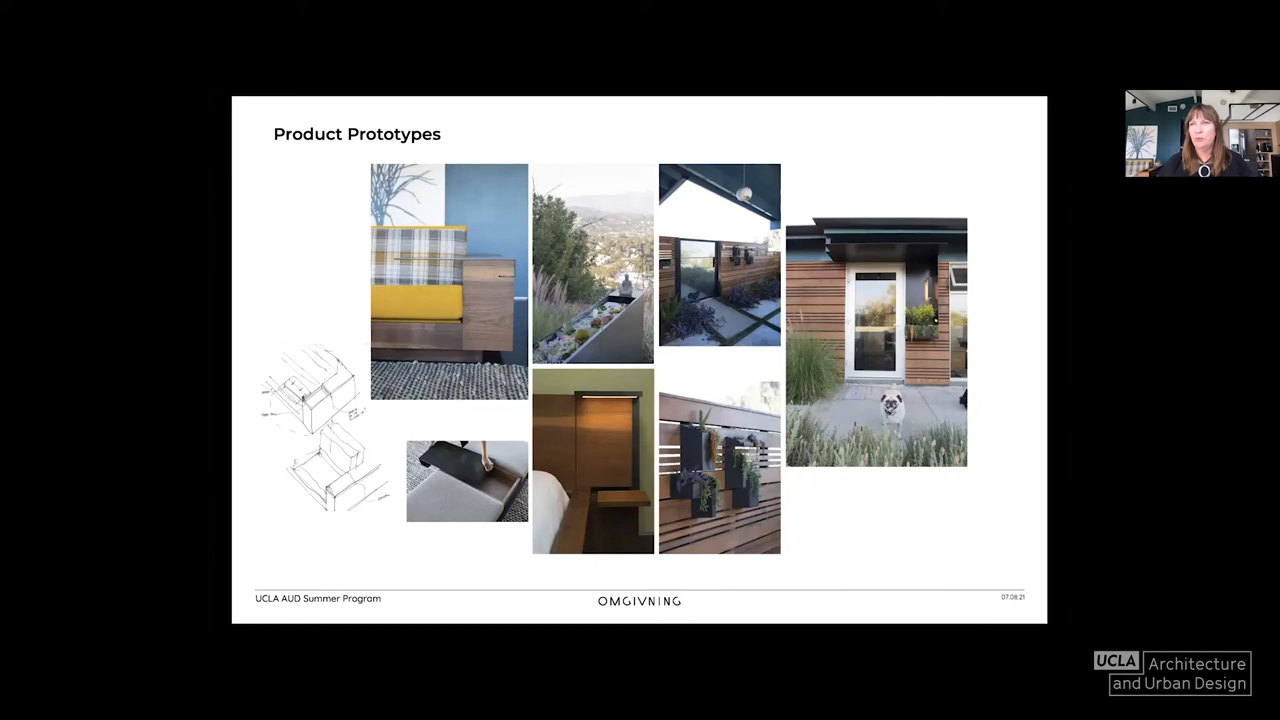 Product Prototypes
UCLA AUD Summer Program
OMGIVNING
07.08.21
UCLA Architecture
and Urban Design